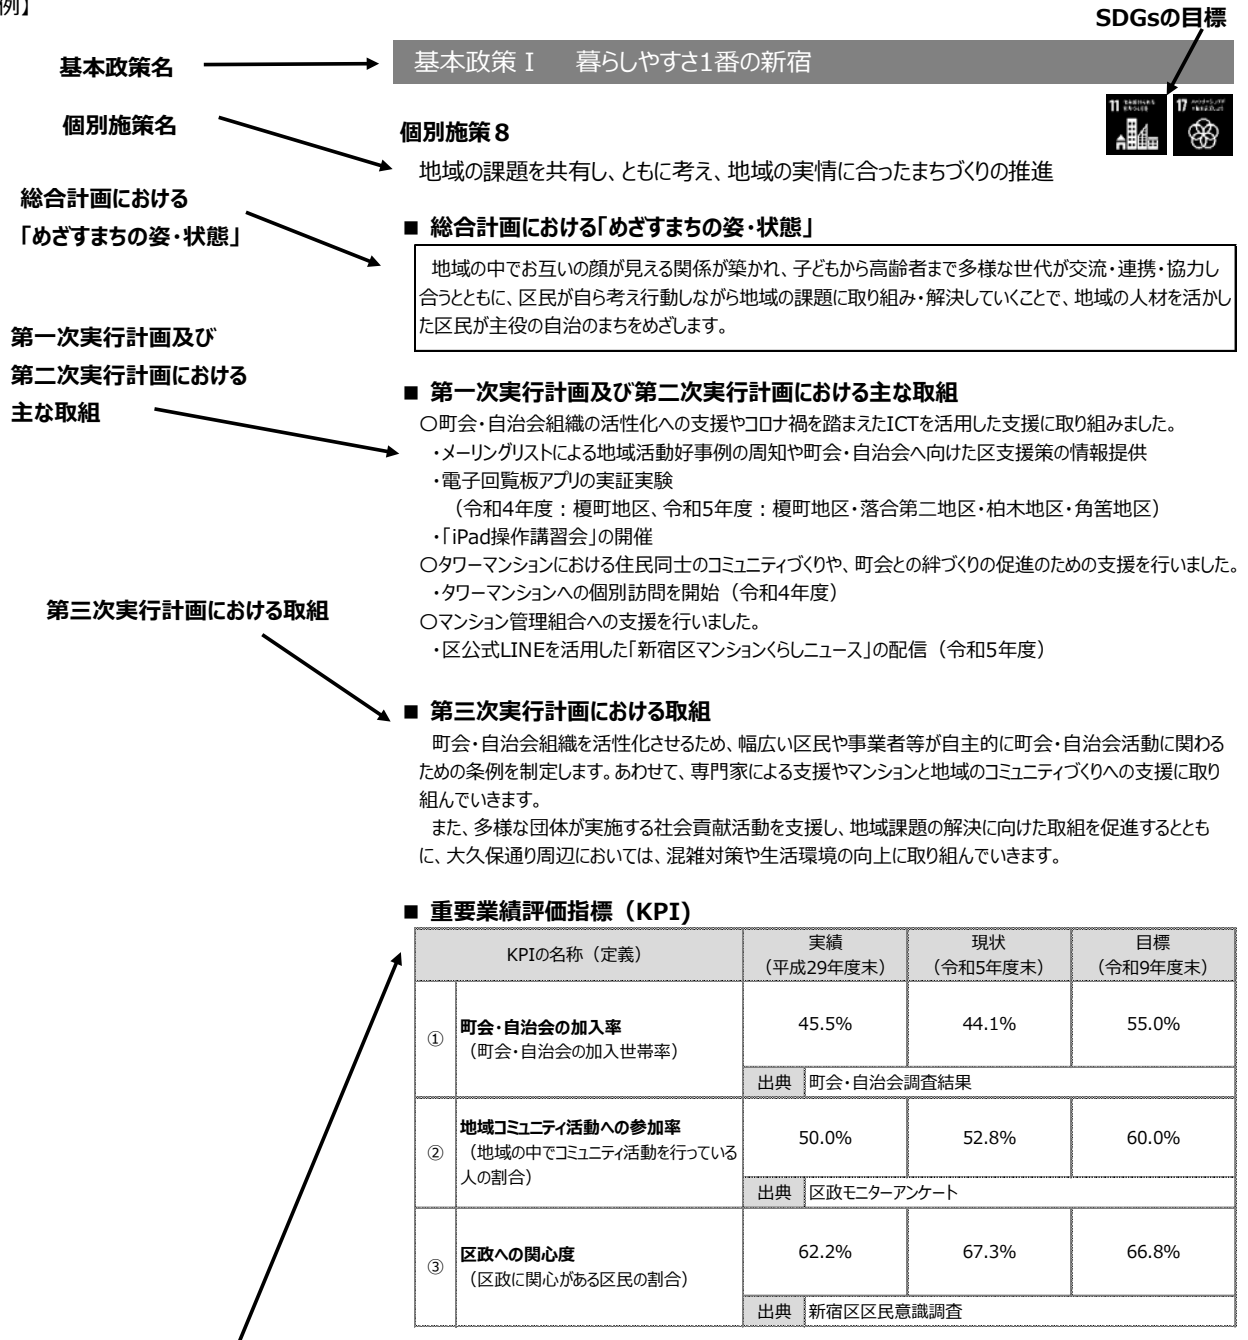 例】
SDGsの目標
基本政策名
基本政策Ⅰ　暮らしやすさ1番の新宿
11
17
個別施策名
個別施策８
地域の課題を共有し、ともに考え、地域の実情に合ったまちづくりの推進
総合計画における
「めざすまちの姿・状態」
■ 総合計画における「めざすまちの姿・状態」
地域の中でお互いの顔が見える関係が築かれ、子どもから高齢者まで多様な世代が交流・連携・協力し
合うとともに、区民が自ら考え行動しながら地域の課題に取り組み・解決していくことで、地域の人材を活かし
た区民が主役の自治のまちをめざします。
第一次実行計画及び
第二次実行計画における
主な取組
■ 第一次実行計画及び第二次実行計画における主な取組
〇町会・自治会組織の活性化への支援やコロナ禍を踏まえたICTを活用した支援に取り組みました。
・メーリングリストによる地域活動好事例の周知や町会・自治会へ向けた区支援策の情報提供
・電子回覧板アプリの実証実験
（令和4年度：榎町地区、令和5年度：榎町地区・落合第二地区・柏木地区・角筈地区）
・「iPad操作講習会」の開催
〇タワーマンションにおける住民同士のコミュニティづくりや、町会との絆づくりの促進のための支援を行いました。
・タワーマンションへの個別訪問を開始（令和4年度）
〇マンション管理組合への支援を行いました。
・区公式LINEを活用した「新宿区マンションくらしニュース」の配信（令和5年度）
第三次実行計画における取組
■ 第三次実行計画における取組
町会・自治会組織を活性化させるため、幅広い区民や事業者等が自主的に町会・自治会活動に関わる
ための条例を制定します。あわせて、専門家による支援やマンションと地域のコミュニティづくりへの支援に取り
組んでいきます。
また、多様な団体が実施する社会貢献活動を支援し、地域課題の解決に向けた取組を促進するととも
に、大久保通り周辺においては、混雑対策や生活環境の向上に取り組んでいきます。
■ 重要業績評価指標（KPI)
KPIの名称（定義） 実績 現状 目標
（平成29年度末） （令和5年度末） （令和9年度末）
① 町会・自治会の加入率 45.5% 44.1% 55.0%
（町会・自治会の加入世帯率）
出典 町会・自治会調査結果
② 地域コミュニティ活動への参加率 50.0% 52.8% 60.0%
（地域の中でコミュニティ活動を行っている
人の割合）
出典 区政モニターアンケート
③ 区政への関心度 62.2% 67.3% 66.8%
（区政に関心がある区民の割合）
出典 新宿区区民意識調査